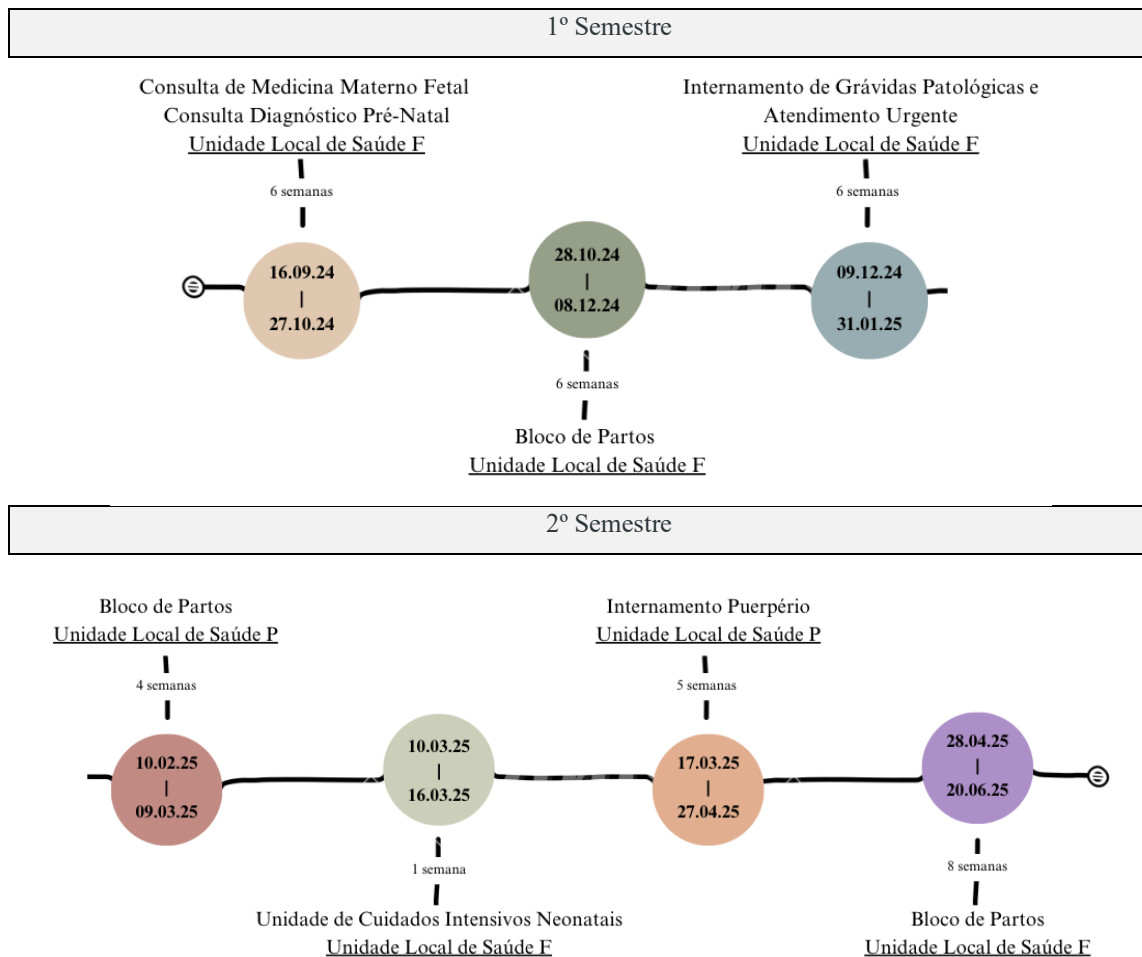 1º Semestre
Consulta de Medicina Materno Fetal
Consulta Diagnóstico Pré-Natal
Unidade Local de Saúde F
6 semanas
16.09.24
|
27.10.24
28.10.24
|
08.12.24
6 semanas
Bloco de Partos
Unidade Local de Saúde F
Internamento de Grávidas Patológicas e
Atendimento Urgente
Unidade Local de Saúde F
6 semanas
09.12.24
|
31.01.25
2º Semestre
Bloco de Partos
Unidade Local de Saúde P
4 semanas
10.02.25
|
09.03.25
10.03.25
|
16.03.25
1 semana
Unidade de Cuidados Intensivos Neonatais
Unidade Local de Saúde F
Internamento Puerpério
Unidade Local de Saúde P
5 semanas
17.03.25
|
27.04.25
28.04.25
|
20.06.25
8 semanas
Bloco de Partos
Unidade Local de Saúde F